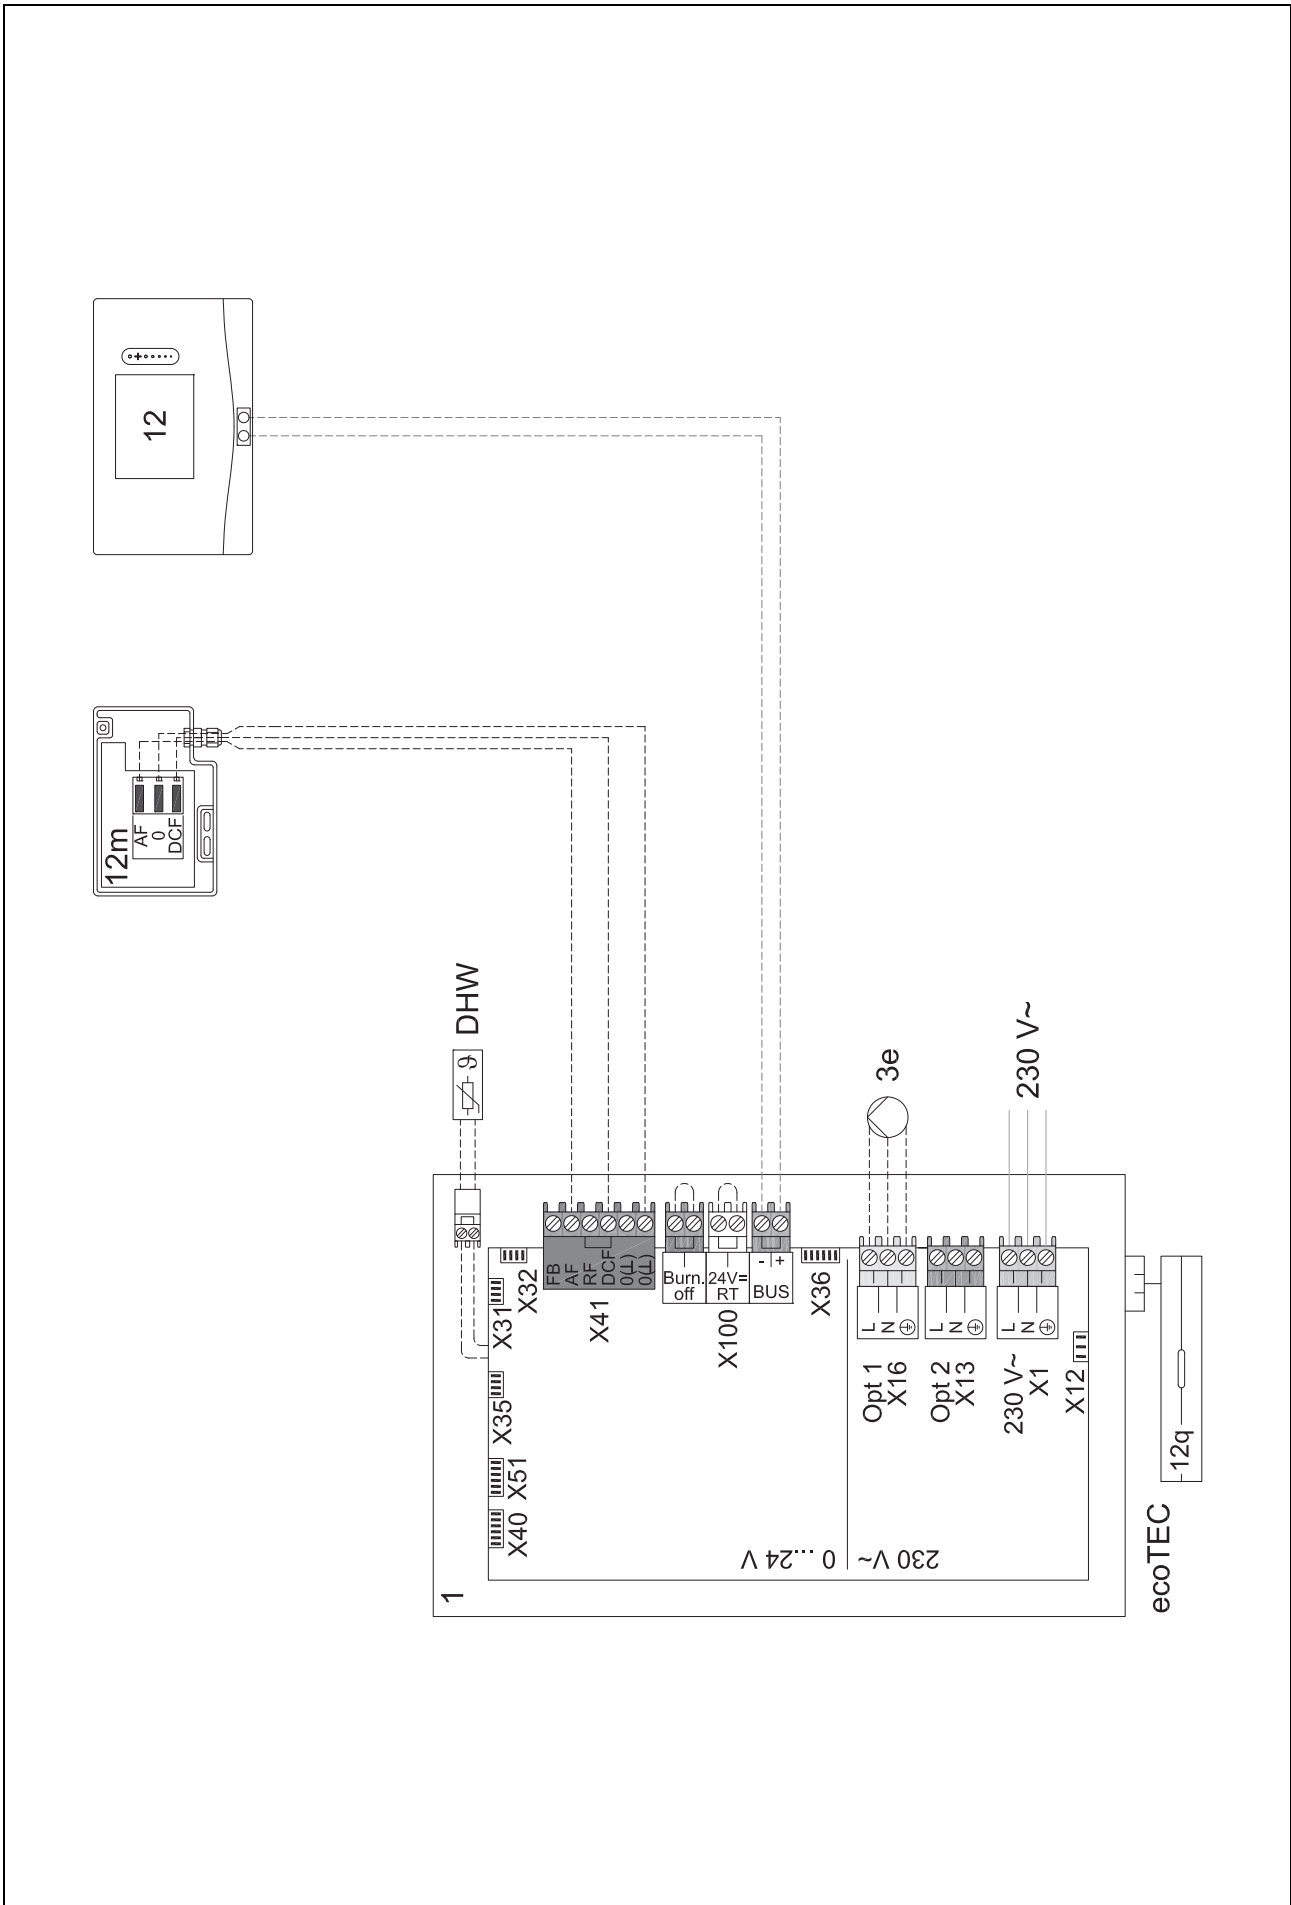 12
12m
AF
0
DCF
DHW
ϑ
3e
230 V~
1
X40
X51
X35
X31
X32
FB
AF
RF
DCF
0(⊥)
0(⊥)
X41
Burn.
off
24V=
RT
X100
- +
BUS
X36
0 ...24 V
230 V~
L
N
Opt 1
X16
L
N
Opt 2
X13
L
N
230 V~
X1
X12
ecoTEC
12q